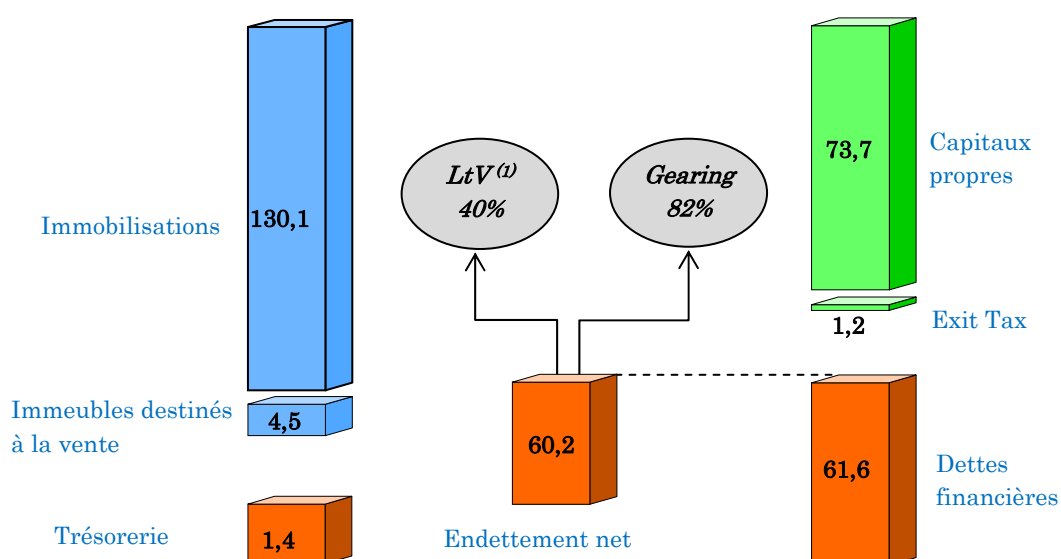 Immobilisations
130,1
Immeubles destinés
à la vente
4,5
Trésorerie
1,4
LtV (1)
40%
Gearing
82%
60,2
Endettement net
73,7
Capitaux
propres
1,2
Exit Tax
61,6
Dettes
financières